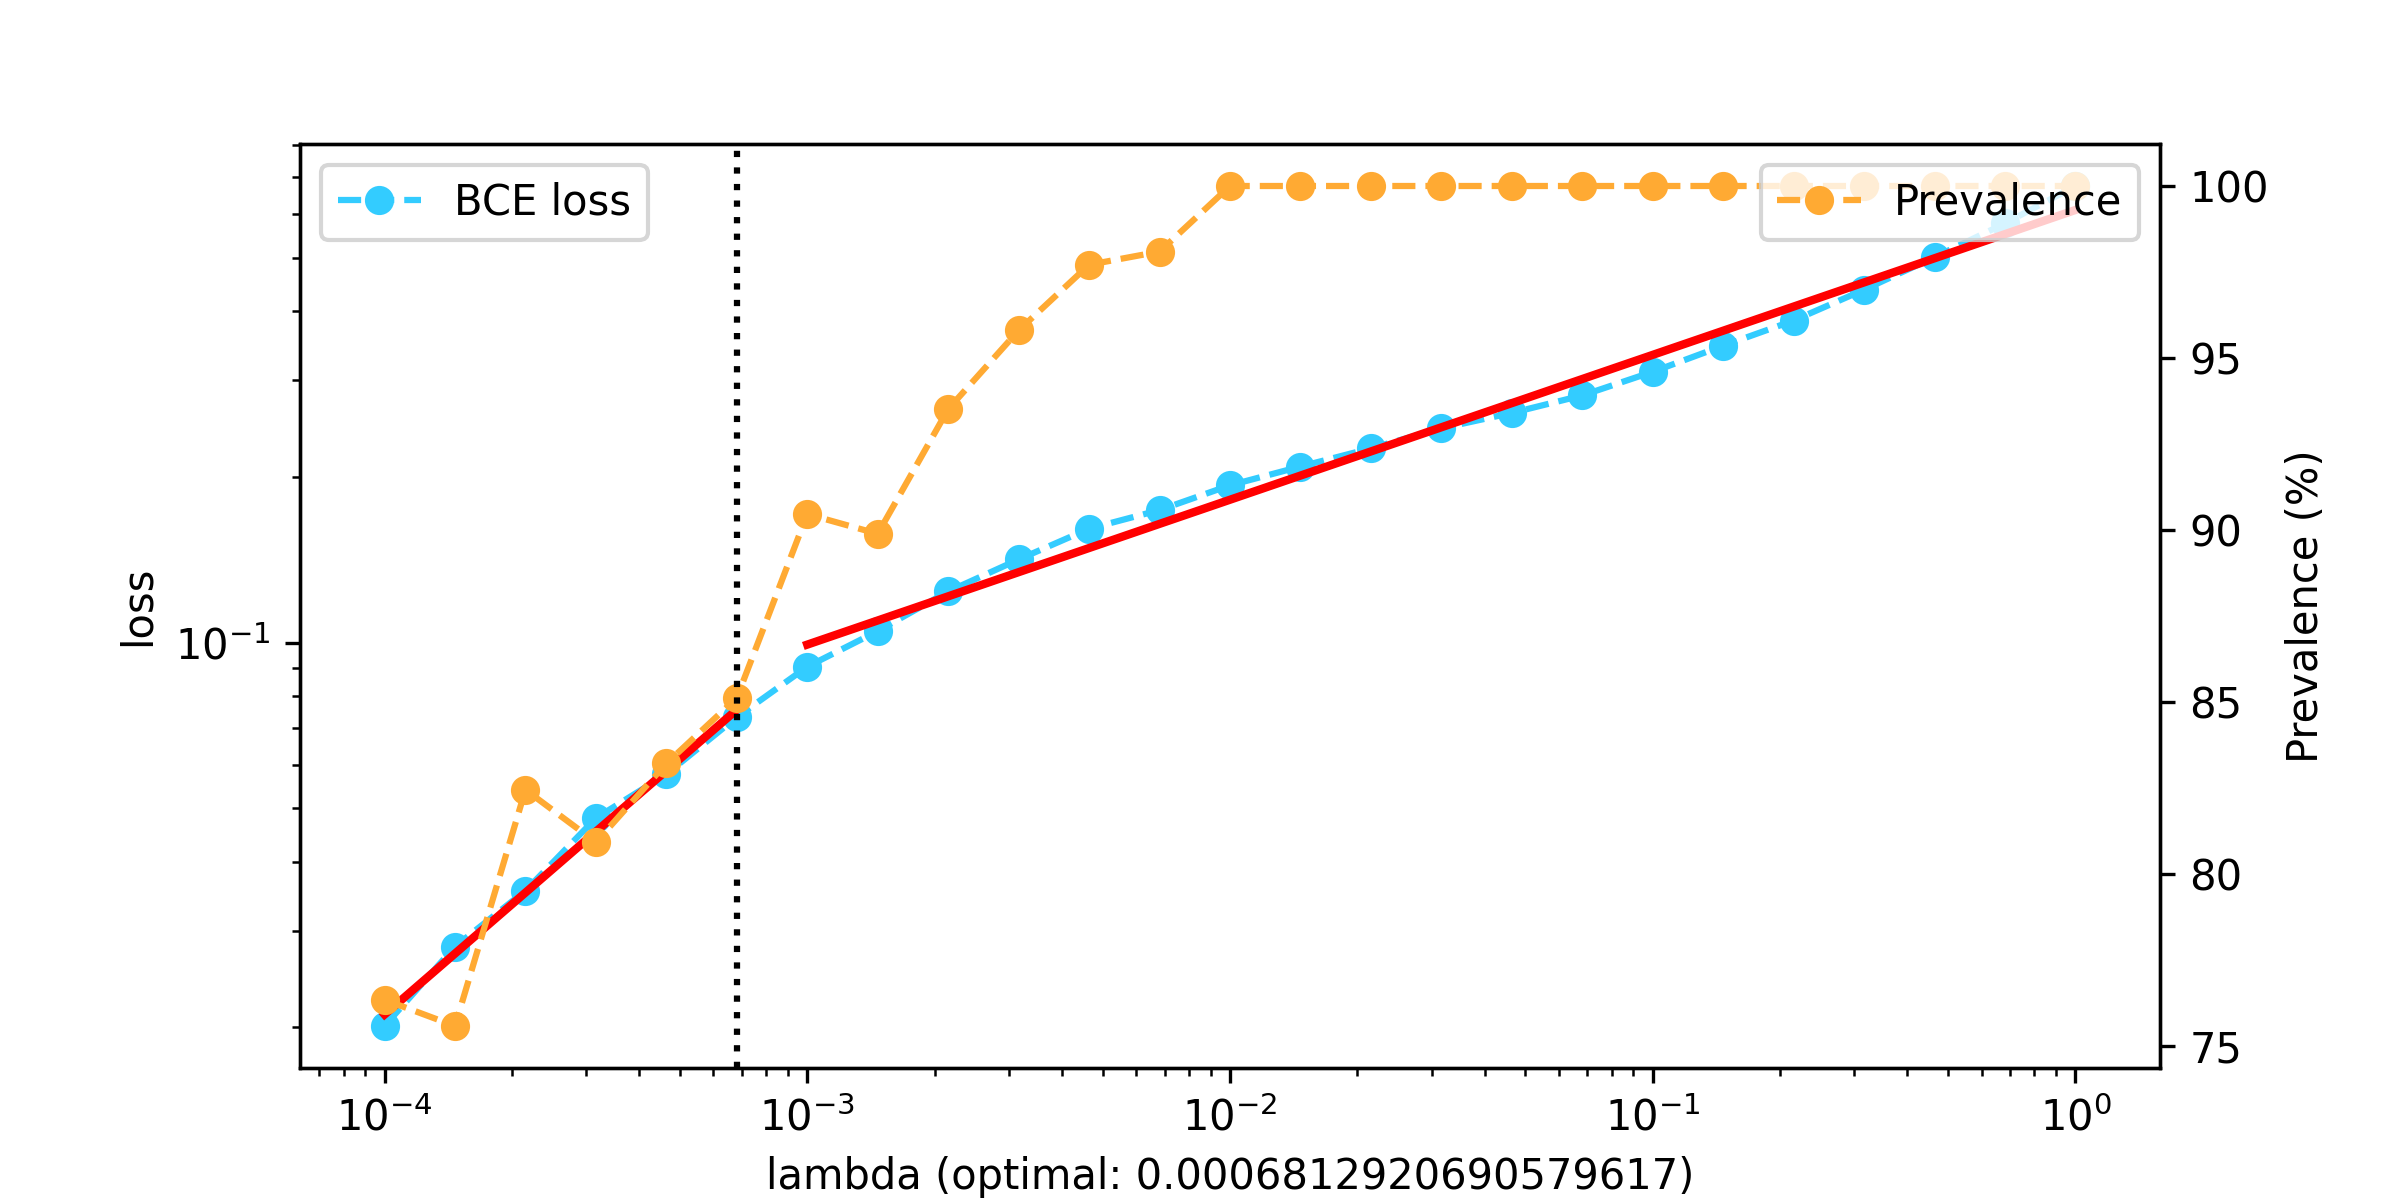 BCE loss
Prevalence
loss
10⁻¹
100
95
90
85
80
75
Prevalence (%)
10⁻⁴ 10⁻³ 10⁻² 10⁻¹ 10⁰
lambda (optimal: 0.0006812920690579617)